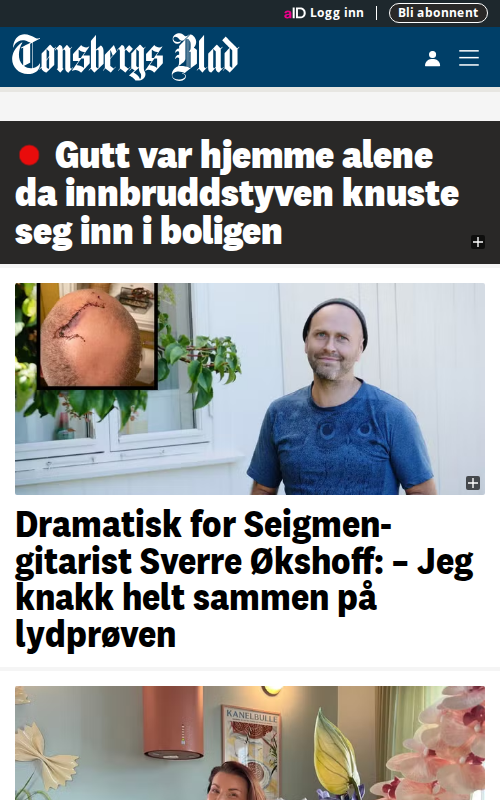 aID Logg inn
Bli abonnent
Tønsbergs Blad
Gutt var hjemme alene
da innbruddstyven knuste
seg inn i boligen
Dramatisk for Seigmen-
gitarist Sverre Økshoff: – Jeg
knakk helt sammen på
lydprøven
KANELBULLE